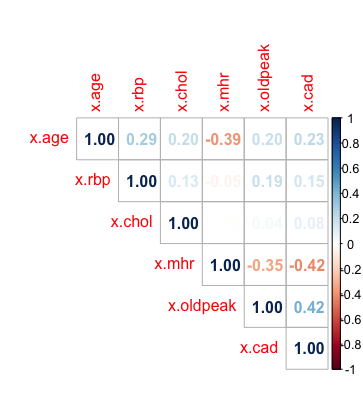 x.age
x.rbp
x.chol
x.mhr
x.oldpeak
x.cad
x.age 1.00 0.29 0.20 -0.39 0.20 0.23
x.rbp 1.00 0.13 -0.05 0.19 0.15
x.chol 1.00 0.04 0.08
x.mhr 1.00 -0.35 -0.42
x.oldpeak 1.00 0.42
x.cad 1.00
1
0.8
0.6
0.4
0.2
0
-0.2
-0.4
-0.6
-0.8
-1